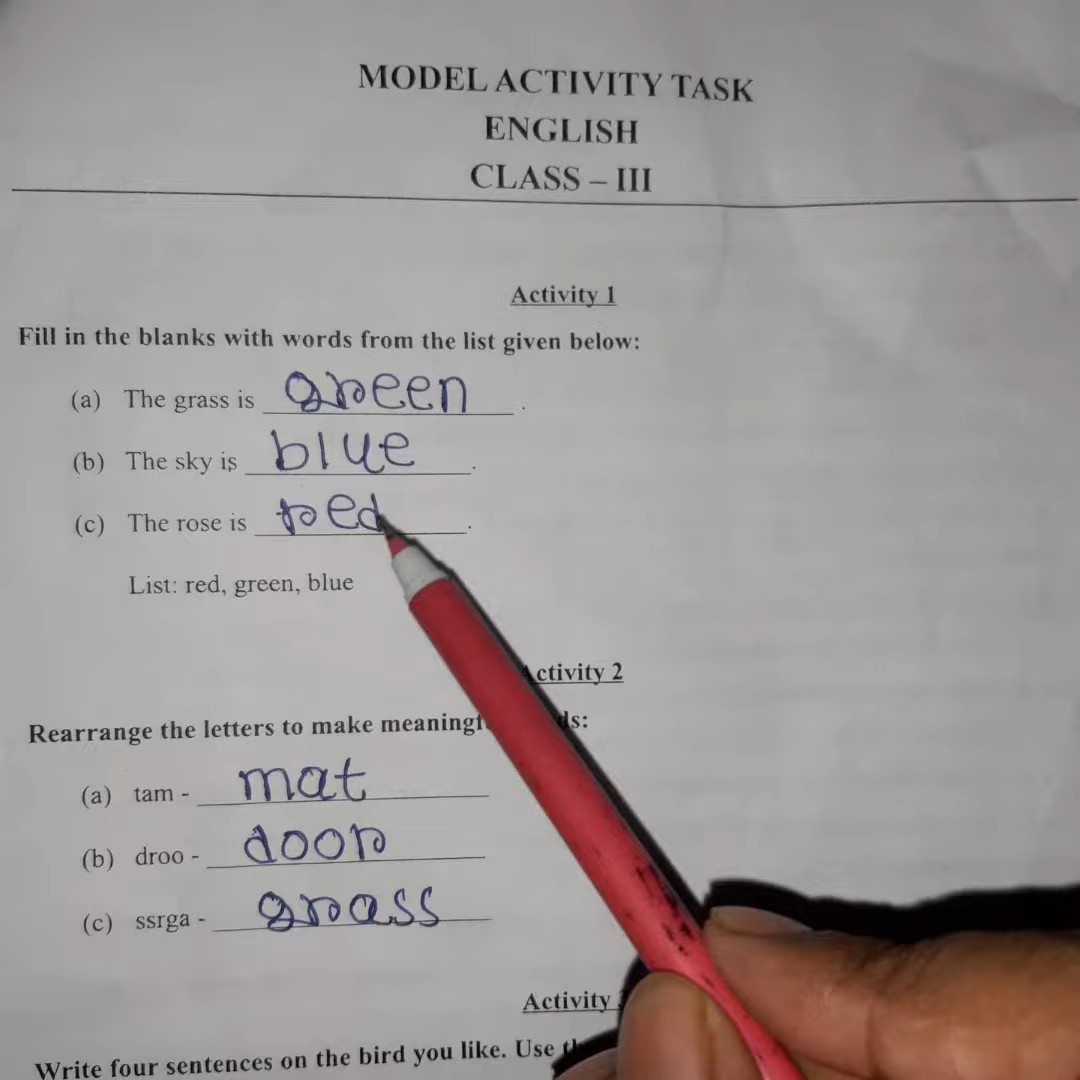 MODEL ACTIVITY TASK
ENGLISH
CLASS – III
Activity 1
Fill in the blanks with words from the list given below:
(a) The grass is green.
(b) The sky is blue.
(c) The rose is red.
List: red, green, blue
Activity 2
Rearrange the letters to make
(a) tam - mat
(b) droo - door
(c) ssrga - grass
Activity
Write four sentences on the bird you like. Use